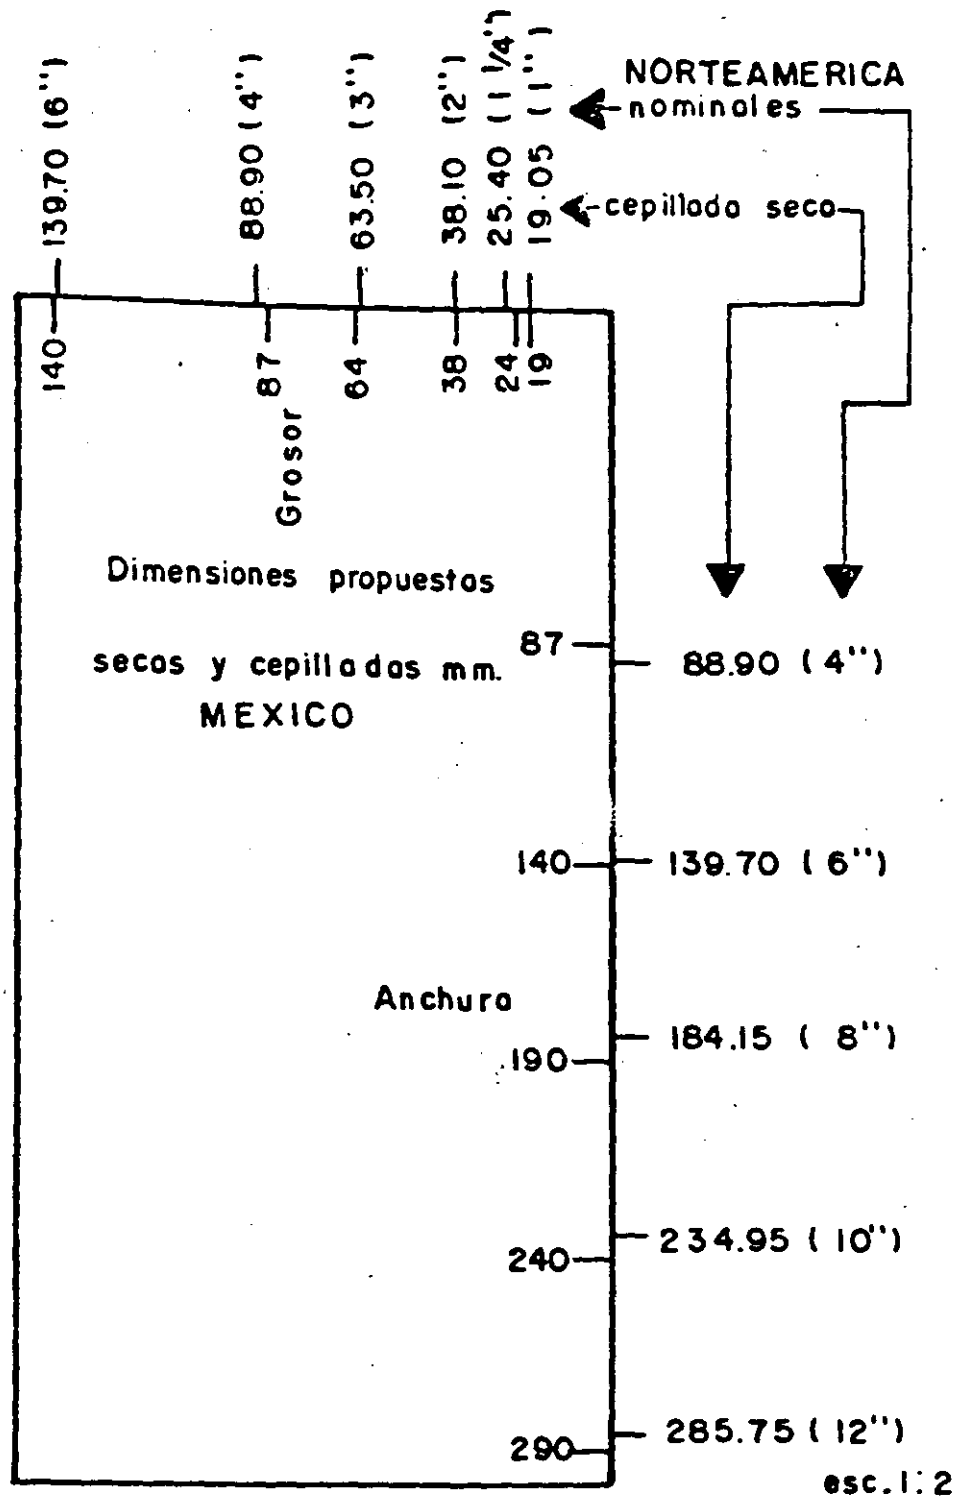 139.70 (6'')
88.90 (4'')
63.50 (3'')
38.10 (2'')
25.40 (1 1/4'')
19.05 (1'')
NORTEAMERICA
nominales
cepillado seco
140
87
64
38
24
19
Grosor
Dimensiones propuestas
secas y cepilladas mm.
MEXICO
87
88.90 (4'')
140
139.70 (6'')
Anchura
184.15 (8'')
190
234.95 (10'')
240
285.75 (12'')
290
esc. 1:2